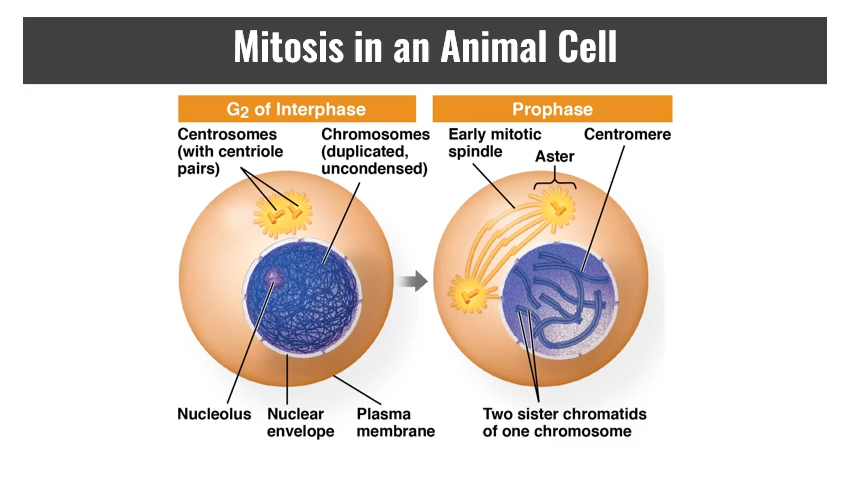 Mitosis in an Animal Cell
G2 of Interphase
Centrosomes
(with centriole
pairs)
Chromosomes
(duplicated,
uncondensed)
Nucleolus
Nuclear
envelope
Plasma
membrane
Prophase
Early mitotic
spindle
Aster
Centromere
Two sister chromatids
of one chromosome